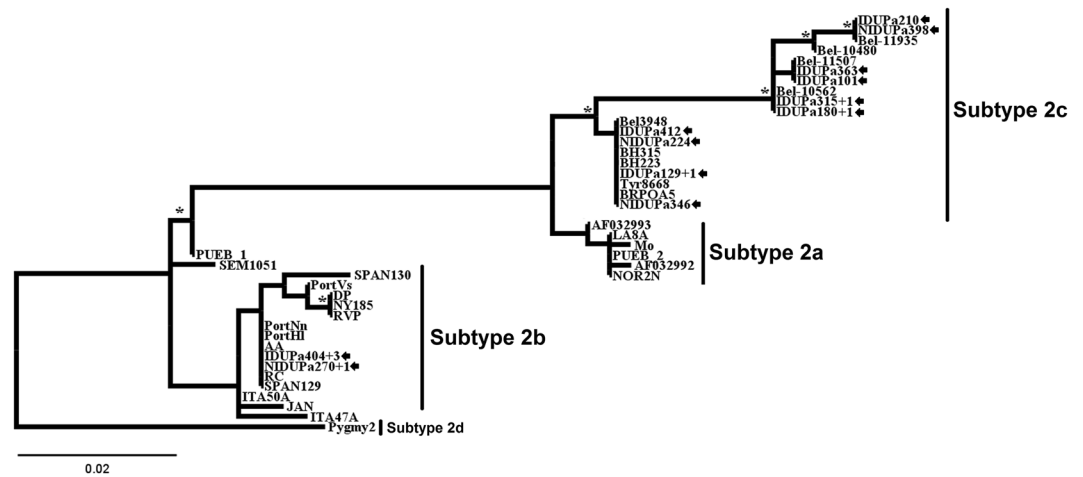 IDUPa210
NIDUPa398
Bel-11935
Bel-10480
Bel-11507
IDUPa363
IDUPa101
Bel-10562
IDUPa315+1
IDUPa180+1
Subtype 2c
Bel3948
IDUPa412
NIDUPa224
BH315
BH223
IDUPa129+1
Tyr8668
BRPOA5
NIDUPa346
AF032993
LA8A
Mo
PUEB_2
AF032992
NOR2N
Subtype 2a
PUEB_1
SEM1051
SPAN130
PortVs
DP
NY185
RVP
PortNn
PortHl
AA
IDUPa404+3
NIDUPa270+1
RC
SPAN129
ITA50A
JAN
ITA47A
Subtype 2b
Pygmy2
Subtype 2d
0.02